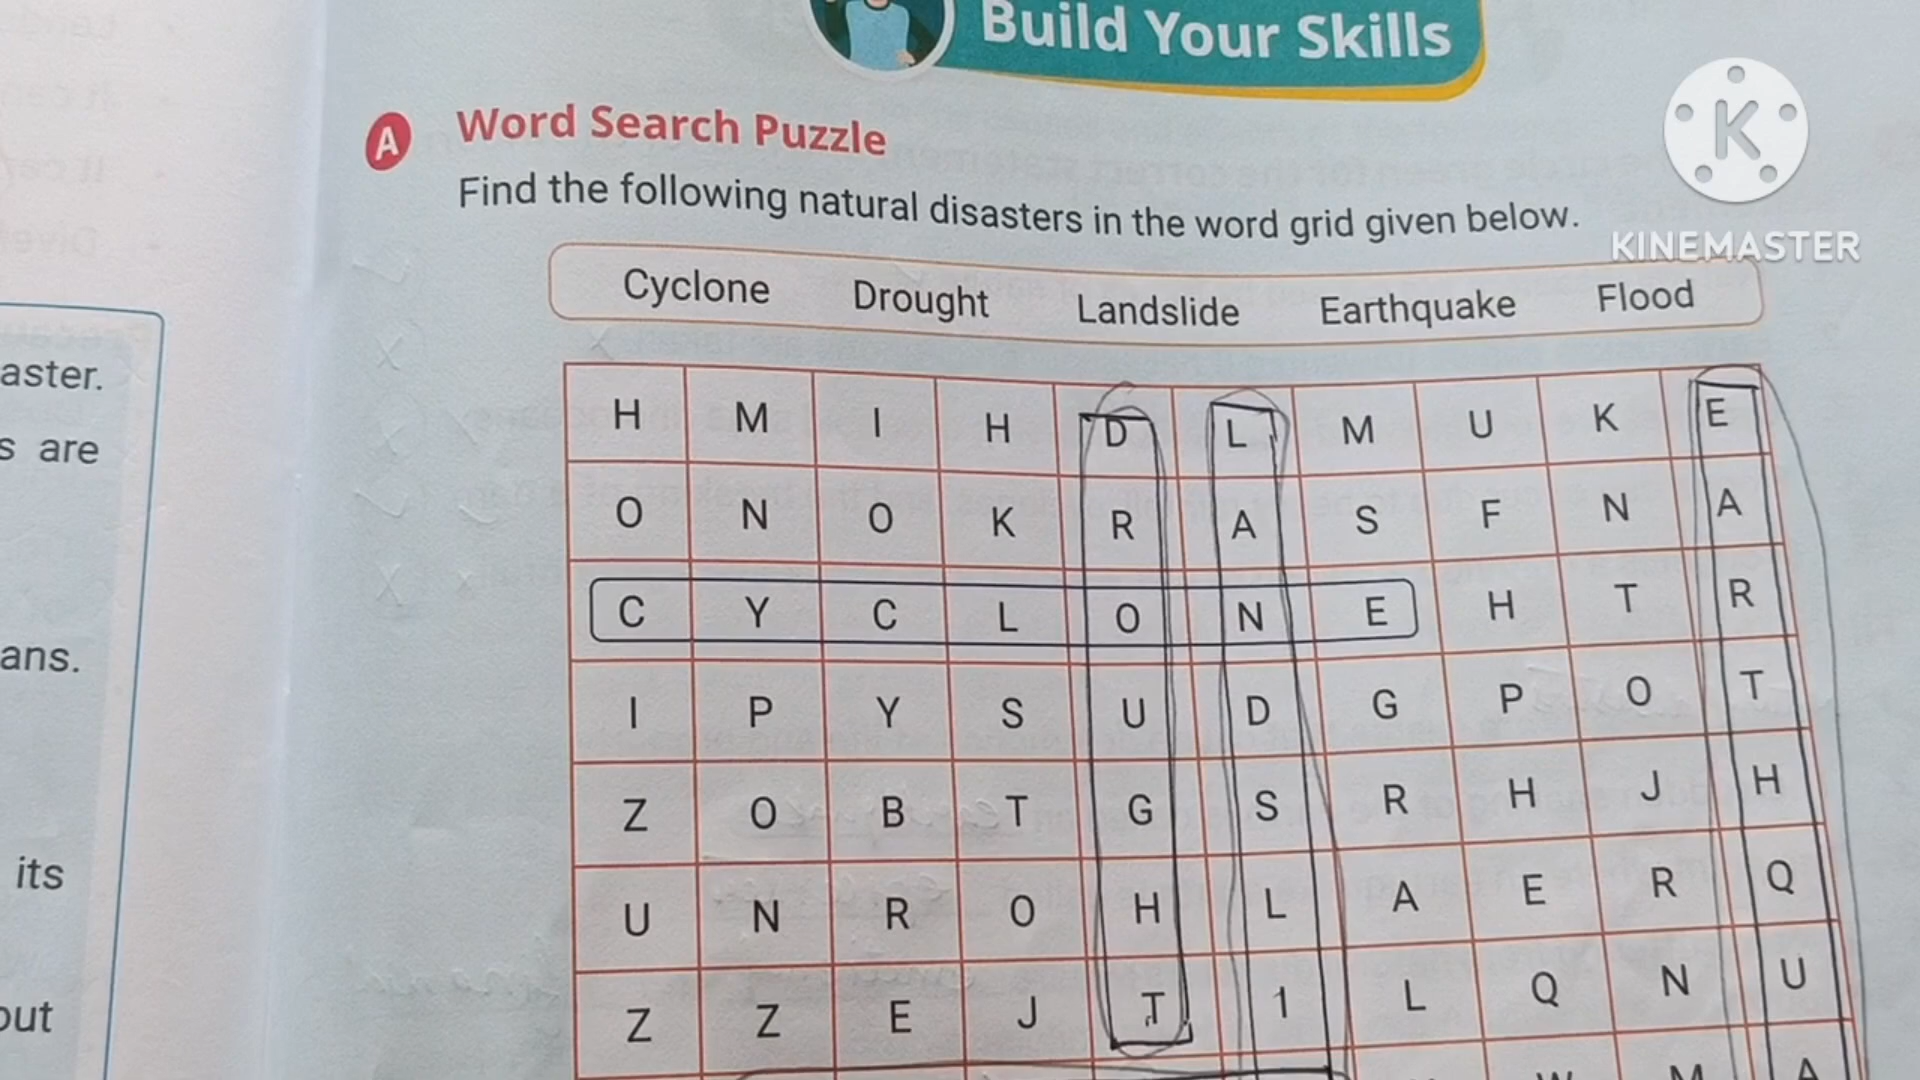 Build Your Skills
A Word Search Puzzle
Find the following natural disasters in the word grid given below.
KINEMASTER
Cyclone Drought Landslide Earthquake Flood
H M I H D L M U K E
O N O K R A S F N A
C Y C L O N E H T R
I P Y S U D G P O T
Z O B T G S R H J H
U N R O H L A E R Q
Z Z E J T 1 L Q N U
W M A
aster.
s are
ans.
its
out